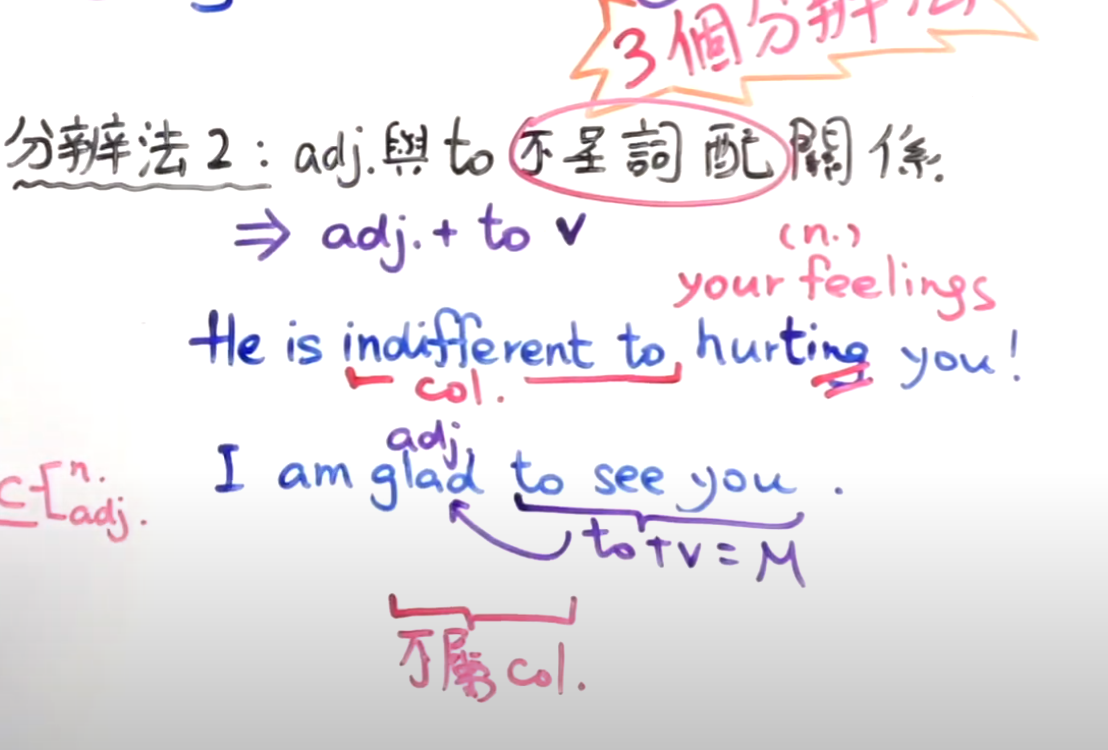 3個分辨法
分辨法2:adj.與to不是詞配關係.
⇒ adj.+ to v
(n.)
your feelings
He is indifferent to hurting you!
col.
adj.
I am glad to see you.
c n.
adj.
to+v=M
不屬col.